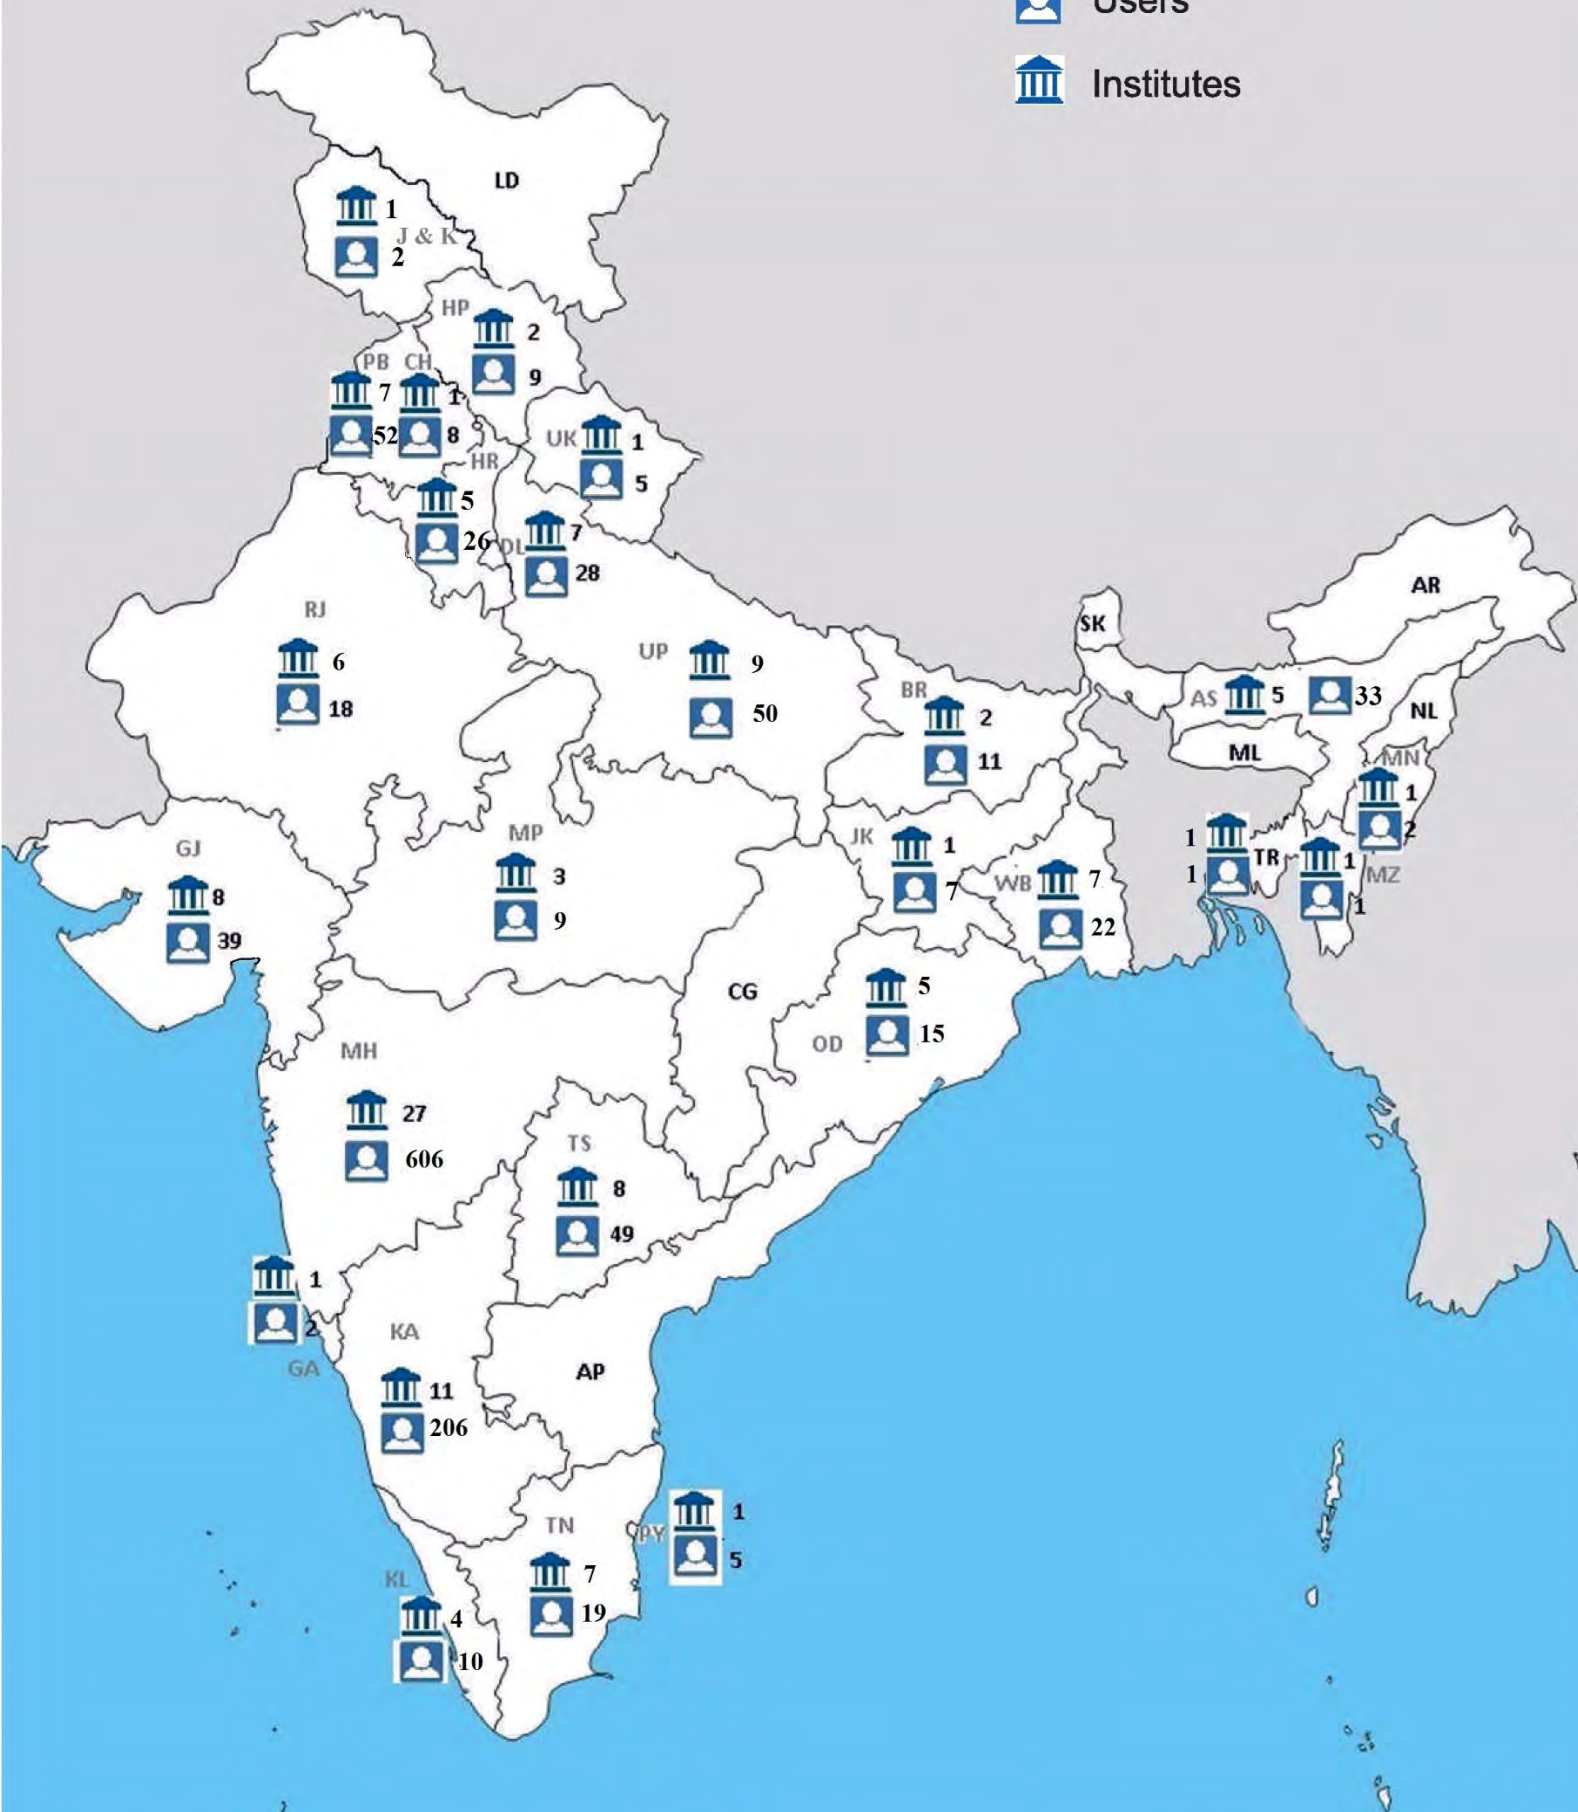 Users
Institutes
LD
1
J & K
2
HP
2
9
PB
CH
7
1
52
8
UK
1
5
HR
5
26
DL
7
28
RJ
6
18
UP
9
50
BR
2
11
SK
AR
AS
5
33
NL
ML
MN
1
2
GJ
8
39
MP
3
9
JK
1
7
WB
7
22
1
TR
1
1
MZ
1
CG
OD
5
15
MH
27
606
TS
8
49
1
2
GA
KA
11
206
AP
TN
7
19
PY
1
5
KL
4
10